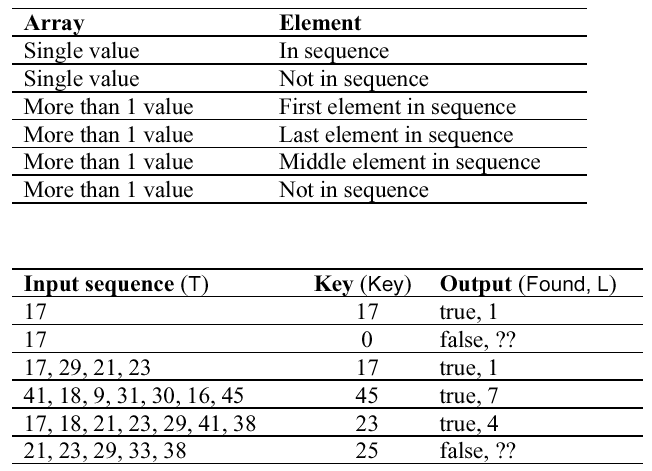 Array Element
Single value In sequence
Single value Not in sequence
More than 1 value First element in sequence
More than 1 value Last element in sequence
More than 1 value Middle element in sequence
More than 1 value Not in sequence
Input sequence (T) Key (Key) Output (Found, L)
17 17 true, 1
17 0 false, ??
17, 29, 21, 23 17 true, 1
41, 18, 9, 31, 30, 16, 45 45 true, 7
17, 18, 21, 23, 29, 41, 38 23 true, 4
21, 23, 29, 33, 38 25 false, ??